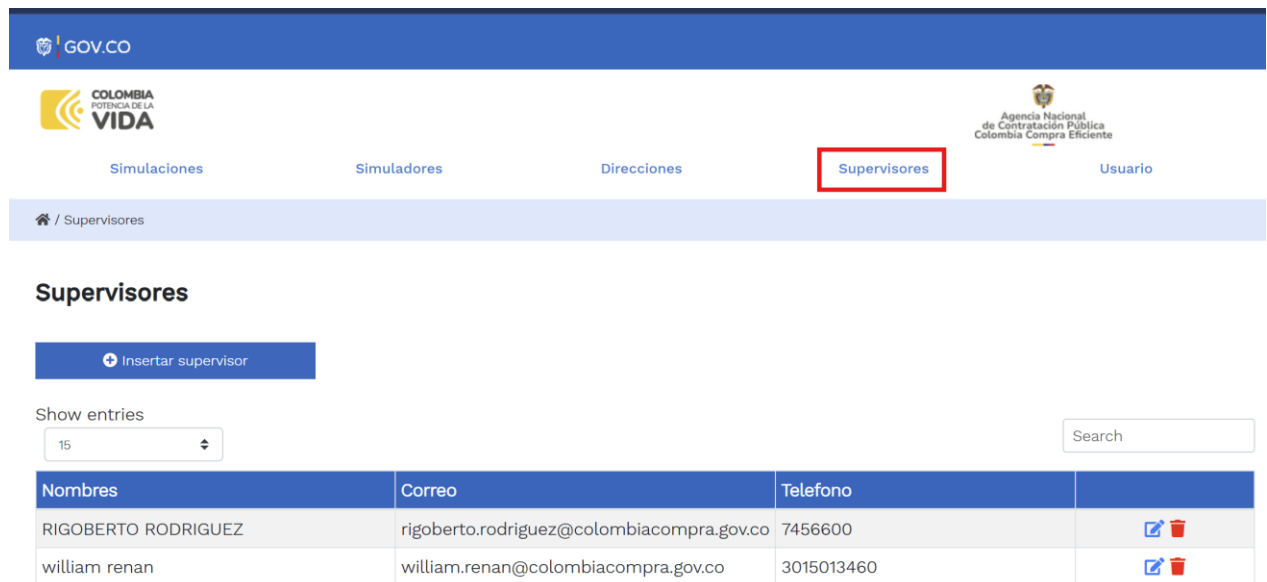 GOV.CO
COLOMBIA
POTENCIA DE LA
VIDA
Agencia Nacional
de Contratación Pública
Colombia Compra Eficiente
Simulaciones Simuladores Direcciones Supervisores Usuario
/ Supervisores
Supervisores
Insertar supervisor
Show entries
15
Search
Nombres Correo Telefono
RIGOBERTO RODRIGUEZ rigoberto.rodriguez@colombiacompra.gov.co 7456600
william renan william.renan@colombiacompra.gov.co 3015013460